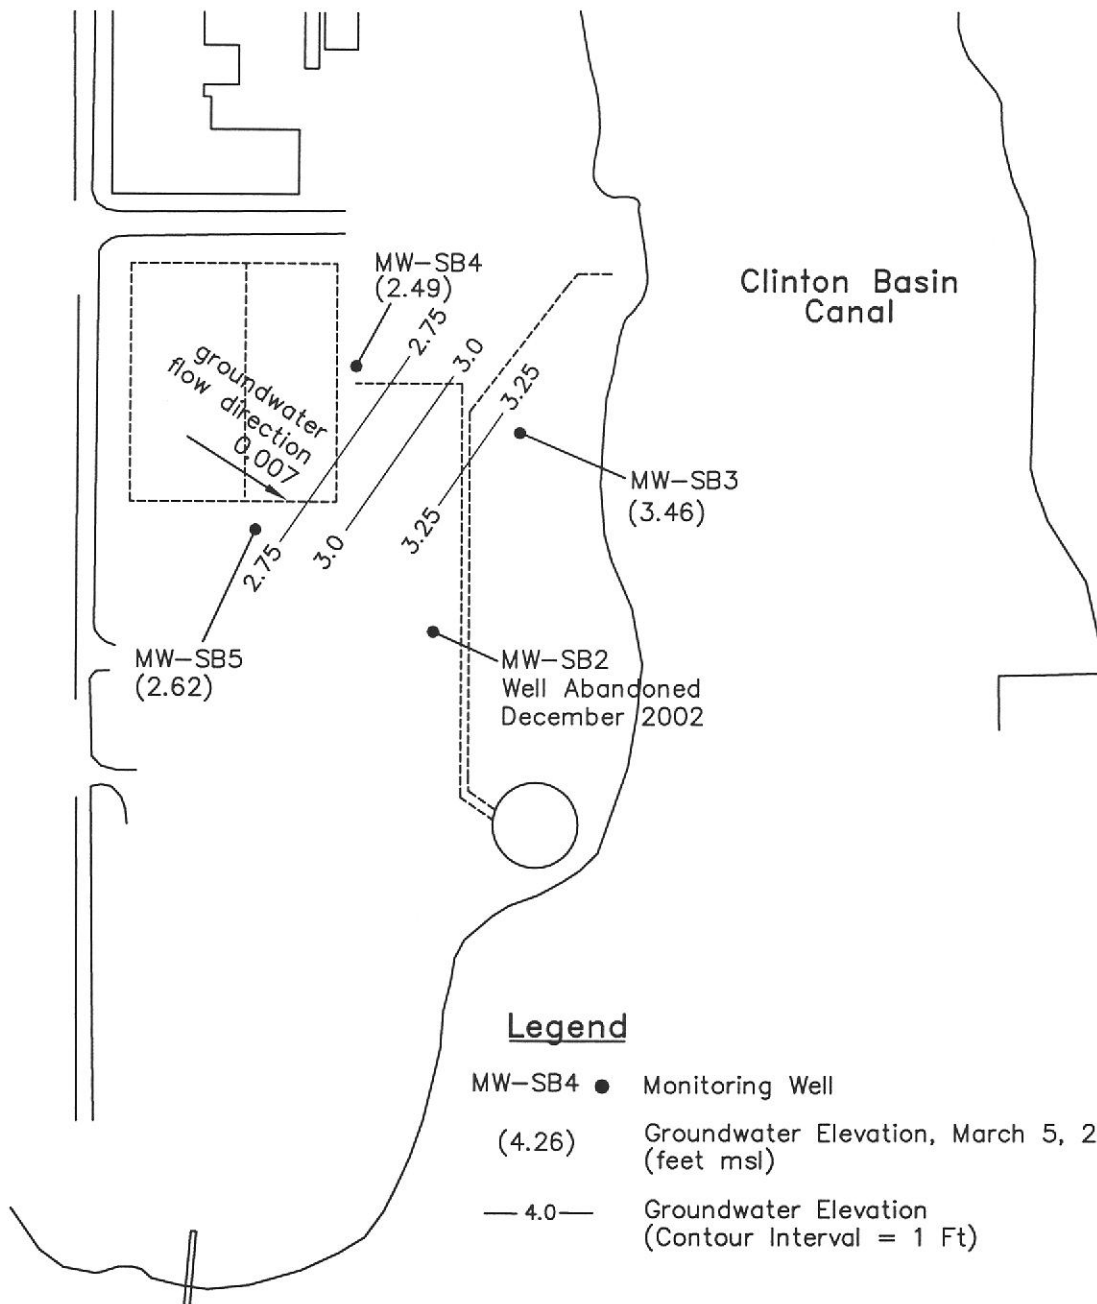 MW-SB4
(2.49)
Clinton Basin
Canal
2.75
3.0
3.25
groundwater
flow direction
0.007
MW-SB3
(3.46)
2.75
3.0
3.25
MW-SB5
(2.62)
MW-SB2
Well Abandoned
December 2002
Legend
MW-SB4
Monitoring Well
(4.26)
Groundwater Elevation, March 5, 2
(feet msl)
4.0
Groundwater Elevation
(Contour Interval = 1 Ft)